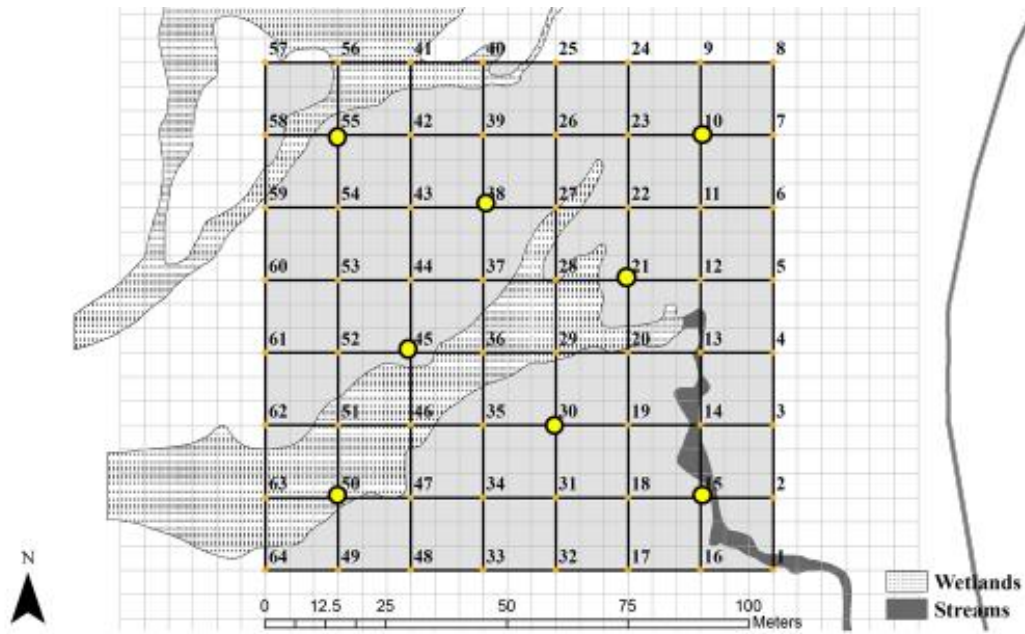 57 56 41 40 25 24 9 8
58 55 42 39 26 23 10 7
59 54 43 38 27 22 11 6
60 53 44 37 28 21 12 5
61 52 45 36 29 20 13 4
62 51 46 35 30 19 14 3
63 50 47 34 31 18 15 2
64 49 48 33 32 17 16 1
N
Wetlands
Streams
0 12.5 25 50 75 100
Meters